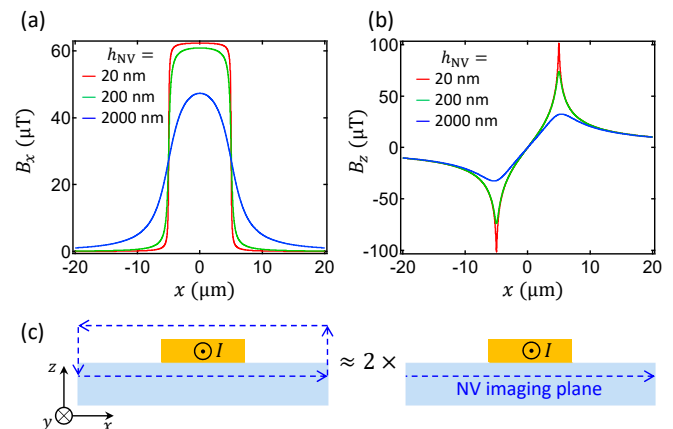 (a)
60
40
20
0
Bₓ (μT)
h_NV =
20 nm
200 nm
2000 nm
-20
-10
0
10
20
x (μm)
(b)
100
50
0
-50
-100
B_z (μT)
h_NV =
20 nm
200 nm
2000 nm
-20
-10
0
10
20
x (μm)
(c)
I
z
y
x
≈ 2 ×
I
NV imaging plane